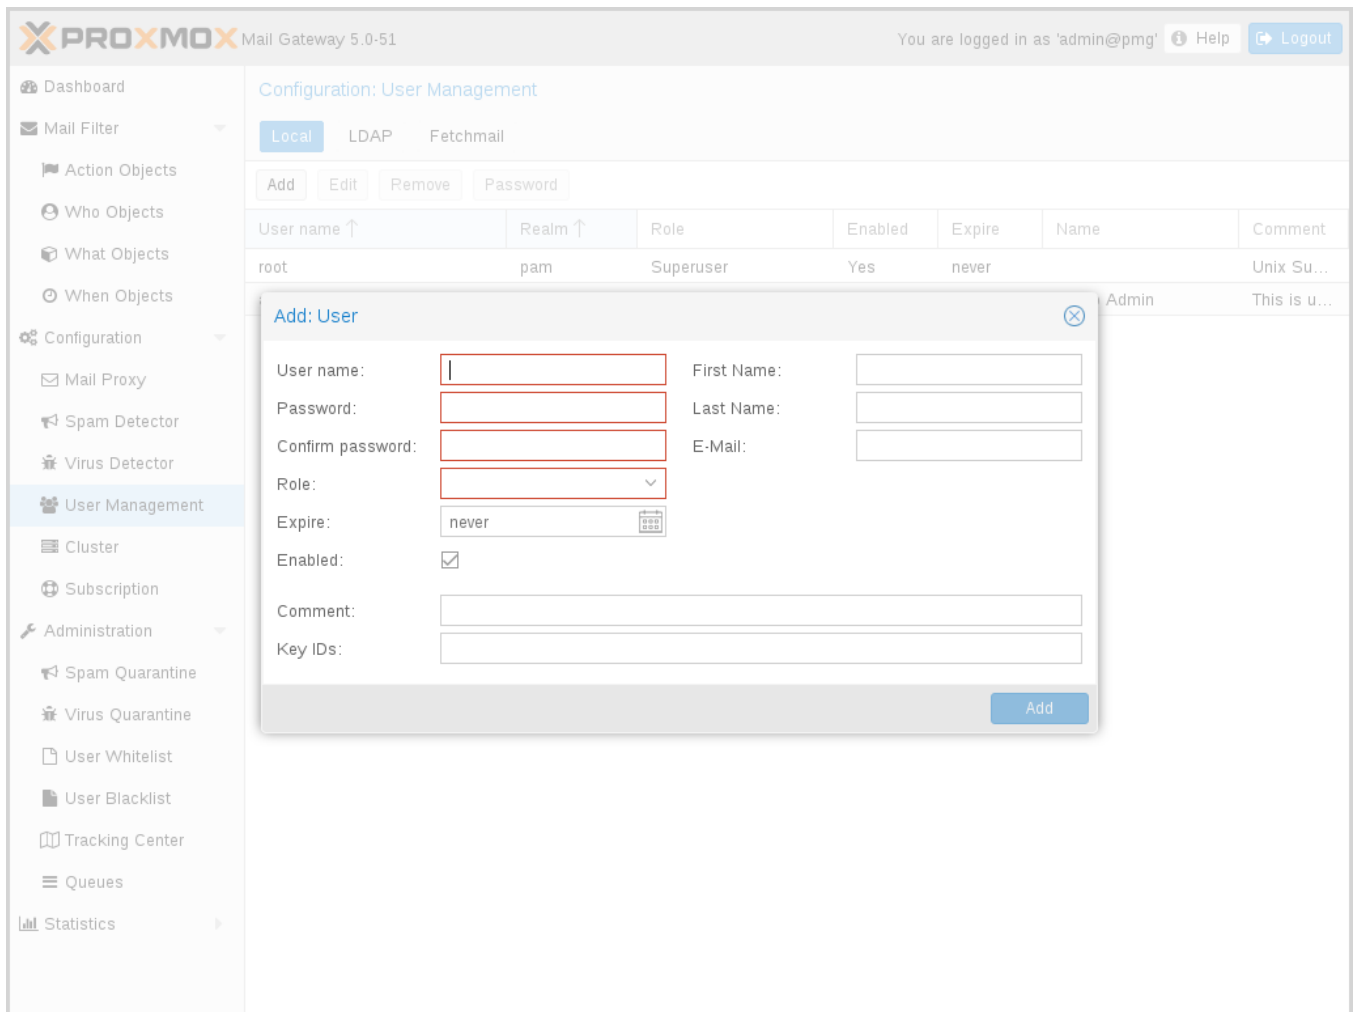 PROXMOX Mail Gateway 5.0-51 You are logged in as 'admin@pmg' Help Logout
Dashboard
Mail Filter
Action Objects
Who Objects
What Objects
When Objects
Configuration
Mail Proxy
Spam Detector
Virus Detector
User Management
Cluster
Subscription
Administration
Spam Quarantine
Virus Quarantine
User Whitelist
User Blacklist
Tracking Center
Queues
Statistics
Configuration: User Management
Local LDAP Fetchmail
Add Edit Remove Password
User name Realm Role Enabled Expire Name Comment
root pam Superuser Yes never Unix Su...
Admin This is u...
Add: User
User name:
Password:
Confirm password:
Role:
Expire: never
Enabled:
First Name:
Last Name:
E-Mail:
Comment:
Key IDs:
Add